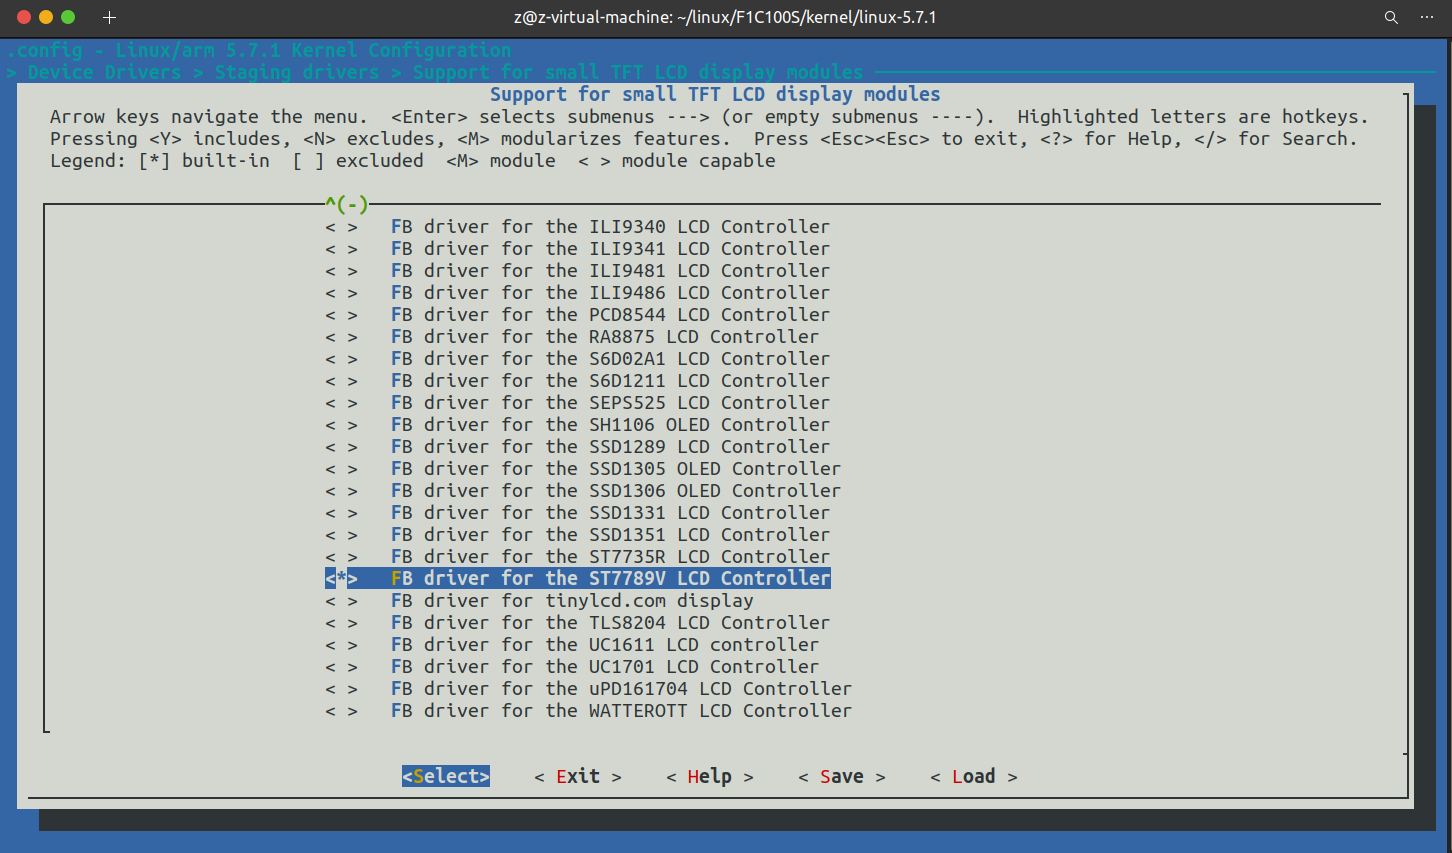 z@z-virtual-machine: ~/linux/F1C100S/kernel/linux-5.7.1
.config - Linux/arm 5.7.1 Kernel Configuration
> Device Drivers > Staging drivers > Support for small TFT LCD display modules
Support for small TFT LCD display modules
Arrow keys navigate the menu.  <Enter> selects submenus ---> (or empty submenus ----).  Highlighted letters are hotkeys.
Pressing <Y> includes, <N> excludes, <M> modularizes features.  Press <Esc><Esc> to exit, <?> for Help, </> for Search.
Legend: [*] built-in  [ ] excluded  <M> module  < > module capable
^(-)
< >   FB driver for the ILI9340 LCD Controller
< >   FB driver for the ILI9341 LCD Controller
< >   FB driver for the ILI9481 LCD Controller
< >   FB driver for the ILI9486 LCD Controller
< >   FB driver for the PCD8544 LCD Controller
< >   FB driver for the RA8875 LCD Controller
< >   FB driver for the S6D02A1 LCD Controller
< >   FB driver for the S6D1211 LCD Controller
< >   FB driver for the SEPS525 LCD Controller
< >   FB driver for the SH1106 OLED Controller
< >   FB driver for the SSD1289 LCD Controller
< >   FB driver for the SSD1305 OLED Controller
< >   FB driver for the SSD1306 OLED Controller
< >   FB driver for the SSD1331 LCD Controller
< >   FB driver for the SSD1351 LCD Controller
< >   FB driver for the ST7735R LCD Controller
<*>   FB driver for the ST7789V LCD Controller
< >   FB driver for tinylcd.com display
< >   FB driver for the TLS8204 LCD Controller
< >   FB driver for the UC1611 LCD controller
< >   FB driver for the UC1701 LCD Controller
< >   FB driver for the uPD161704 LCD Controller
< >   FB driver for the WATTEROTT LCD Controller
<Select>    < Exit >    < Help >    < Save >    < Load >